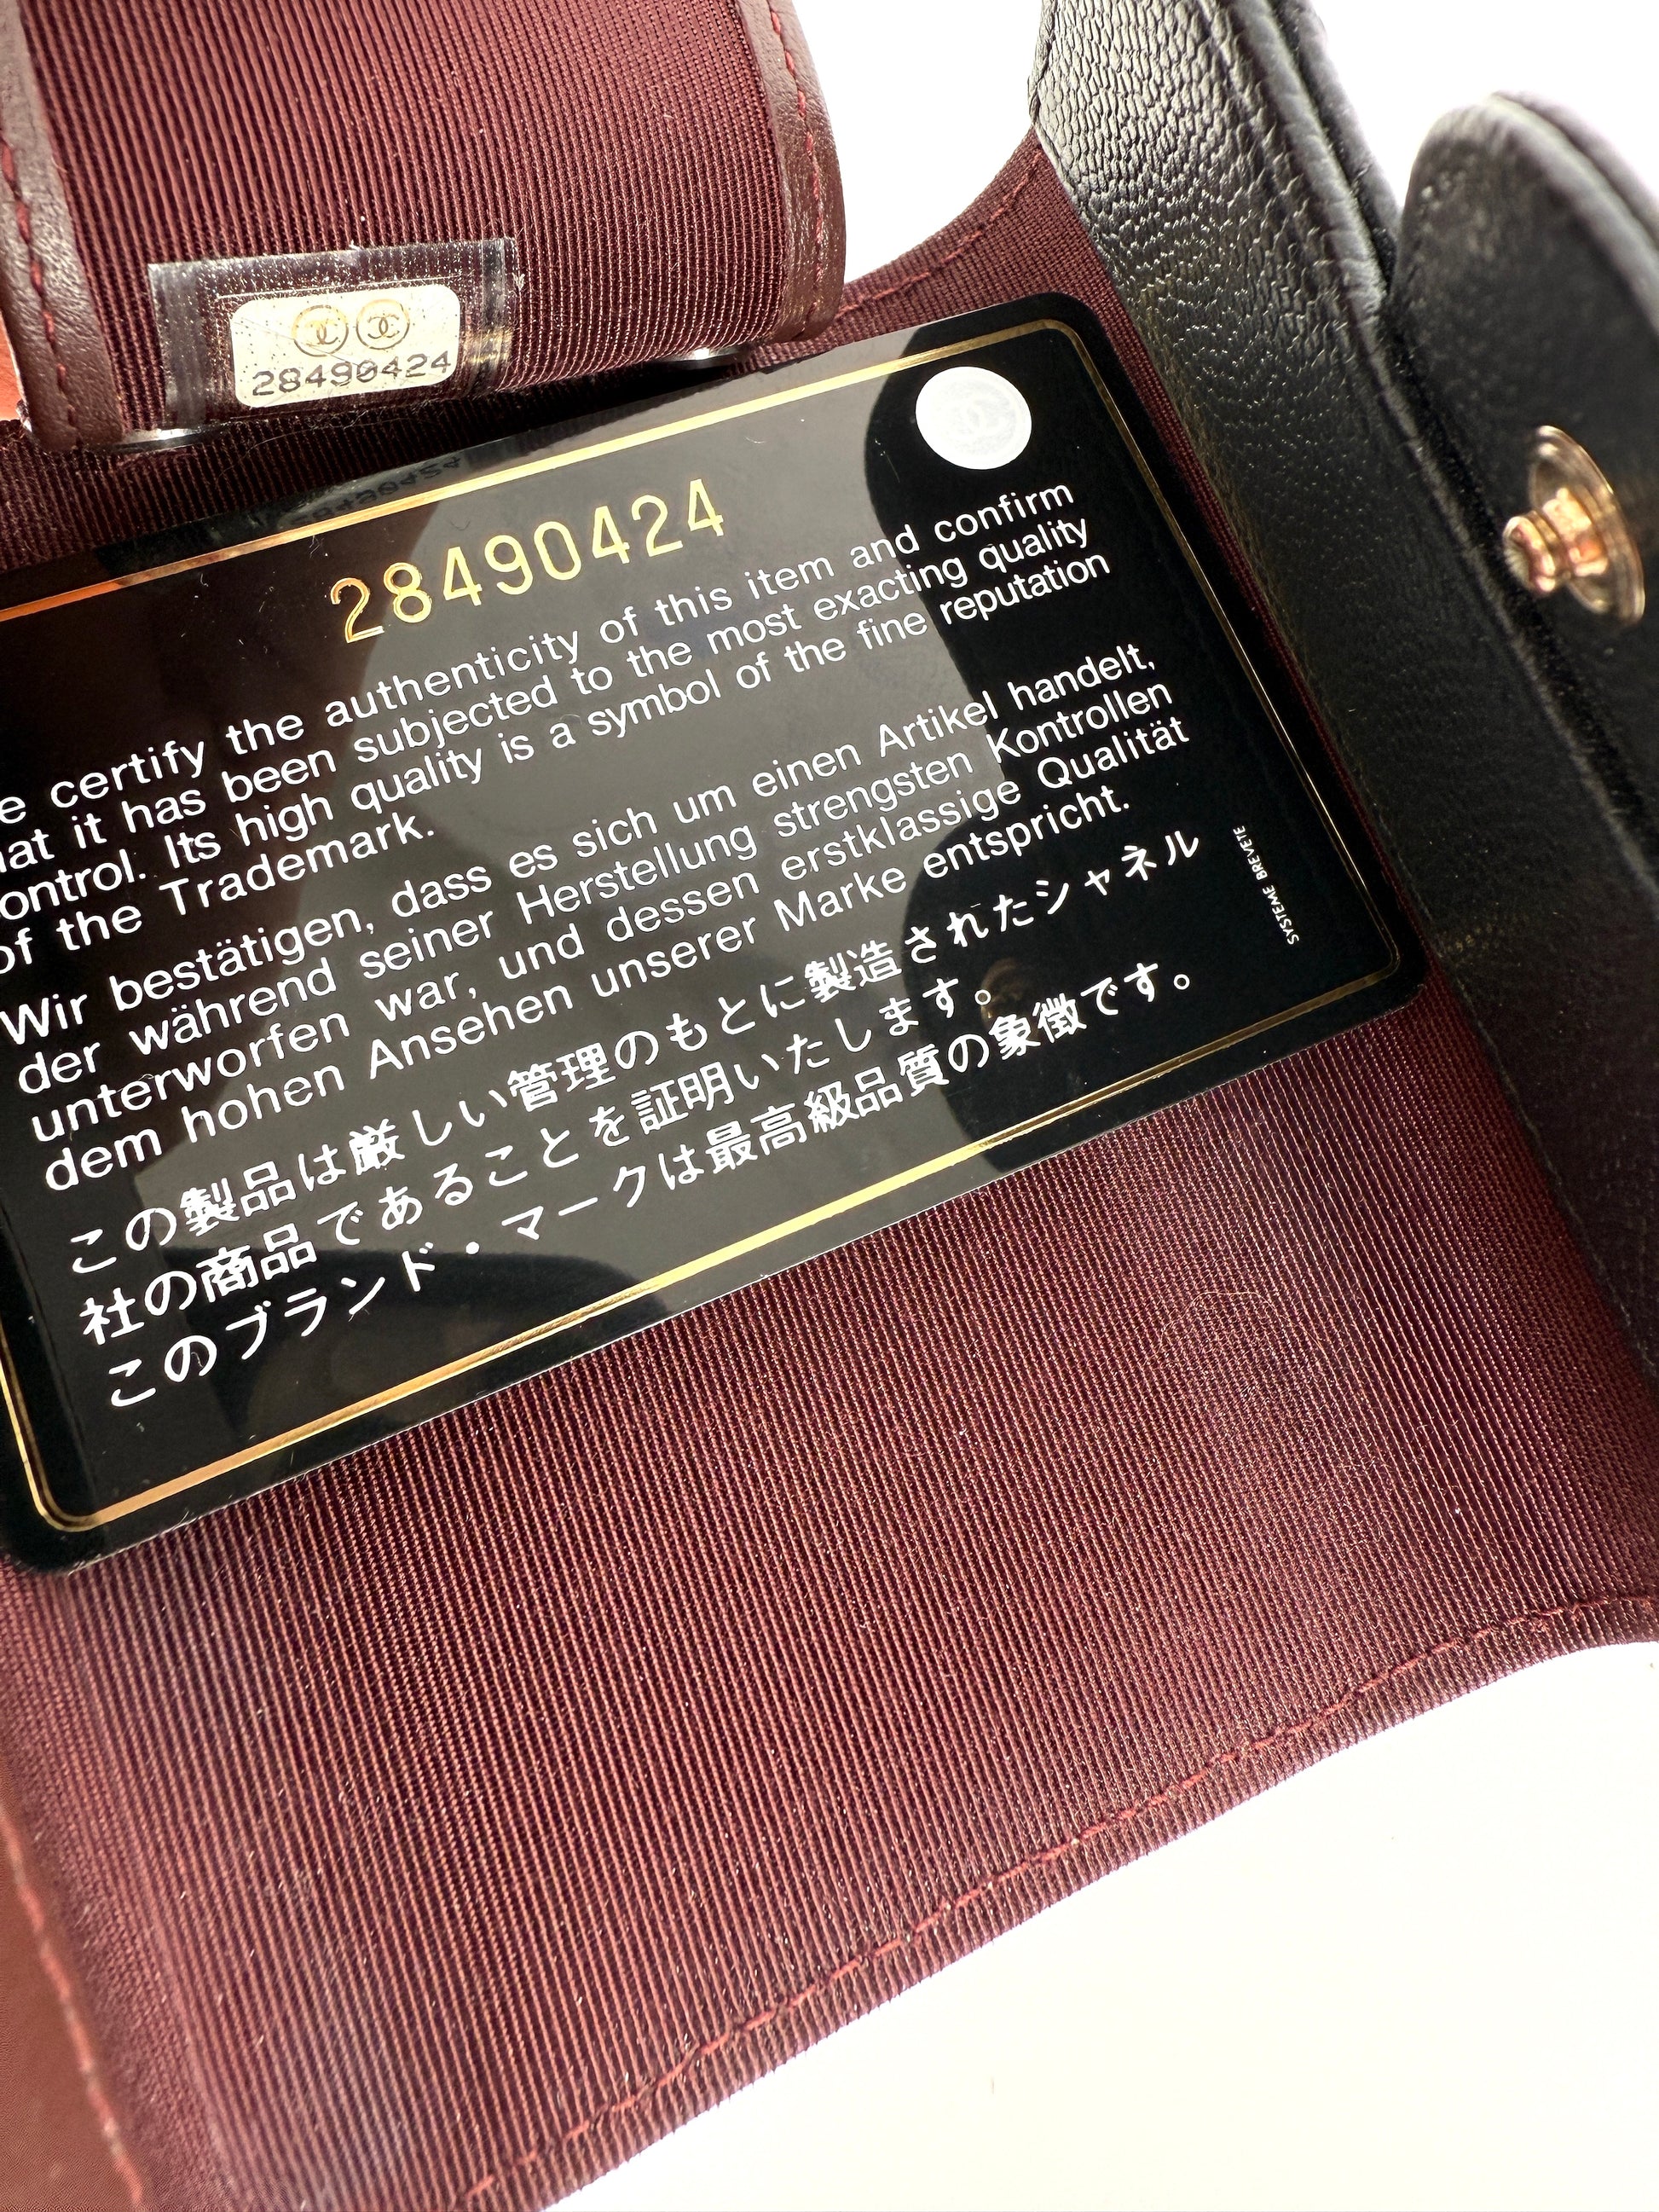 28490424
28490424
certify the authenticity of this item and confirm
it has been subjected to the most exacting quality
control. Its high quality is a symbol of the fine reputation
of the Trademark.
Wir bestätigen, dass es sich um einen Artikel handelt,
der während seiner Herstellung strengsten Kontrollen
unterworfen war, und dessen erstklassige Qualität
dem hohen Ansehen unserer Marke entspricht.
この製品は厳しい管理のもとに製造されたシャネル
社の商品であることを証明いたします。
このブランド・マークは最高級品質の象徴です。
SYSTEME BREVETE